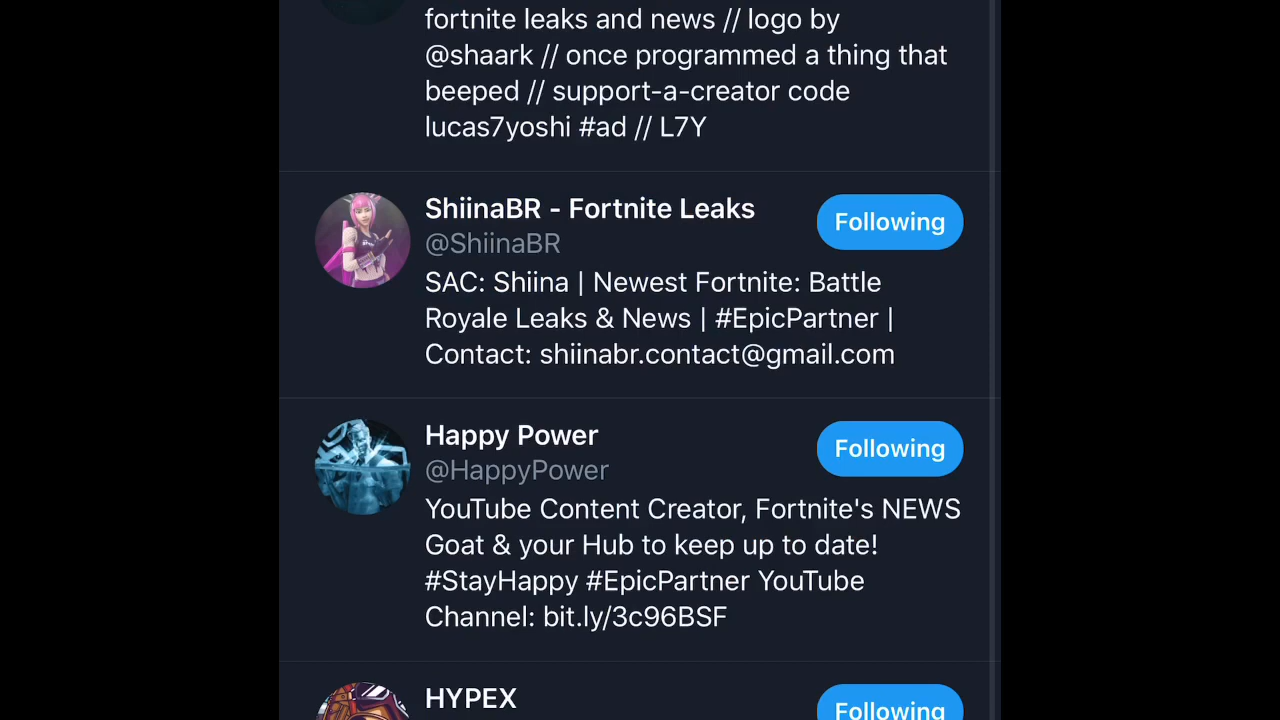 fortnite leaks and news // logo by
@shaark // once programmed a thing that
beeped // support-a-creator code
lucas7yoshi #ad // L7Y
ShiinaBR - Fortnite Leaks
Following
@ShiinaBR
SAC: Shiina | Newest Fortnite: Battle
Royale Leaks & News | #EpicPartner |
Contact: shiinabr.contact@gmail.com
Happy Power
Following
@HappyPower
YouTube Content Creator, Fortnite's NEWS
Goat & your Hub to keep up to date!
#StayHappy #EpicPartner YouTube
Channel: bit.ly/3c96BSF
HYPEX
Following